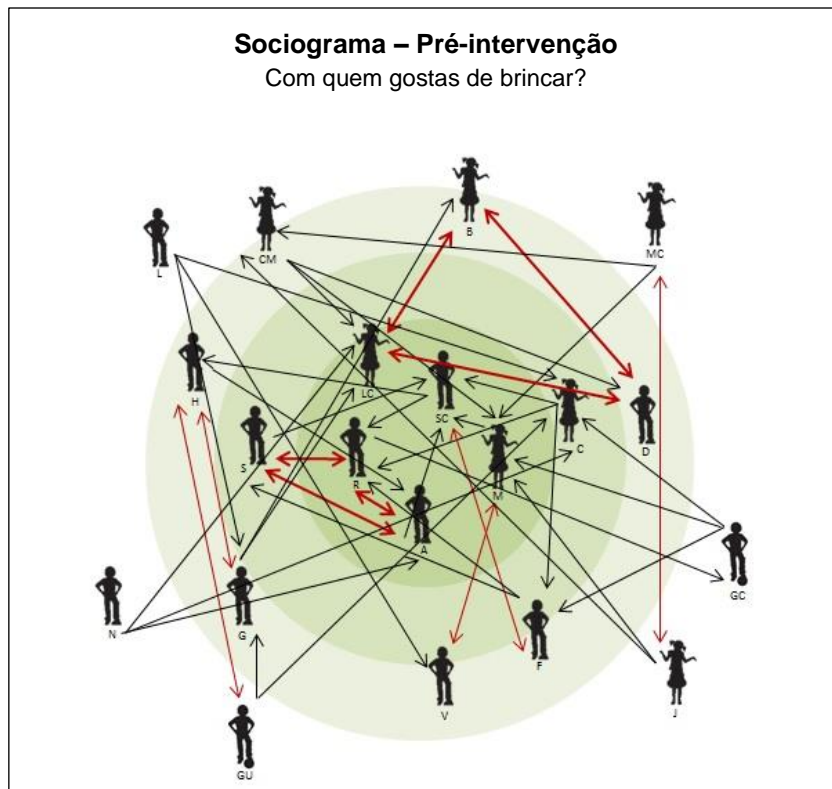 Sociograma – Pré-intervenção
Com quem gostas de brincar?
B
MC
CM
L
H
LC
SC
C
D
S
R
M
A
GC
N
G
F
V
J
GU